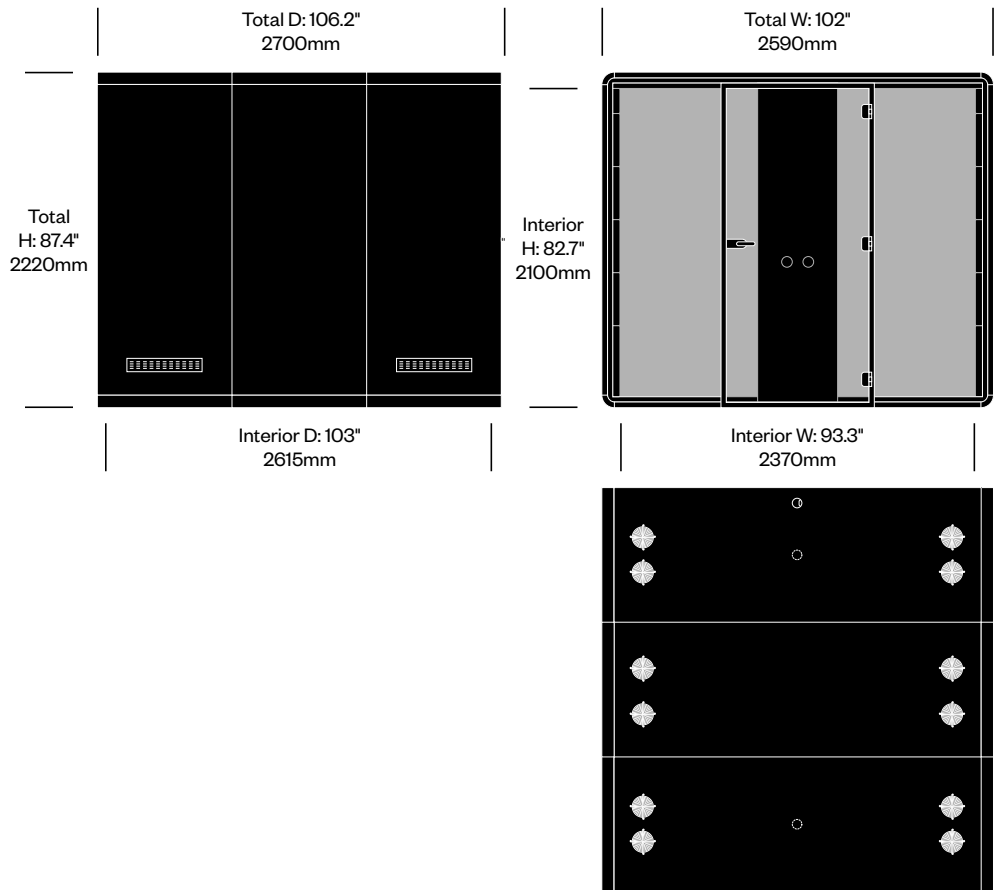 Total D: 106.2"
2700mm
Total W: 102"
2590mm
Total
H: 87.4"
2220mm
Interior
H: 82.7"
2100mm
"
Interior D: 103"
2615mm
Interior W: 93.3"
2370mm